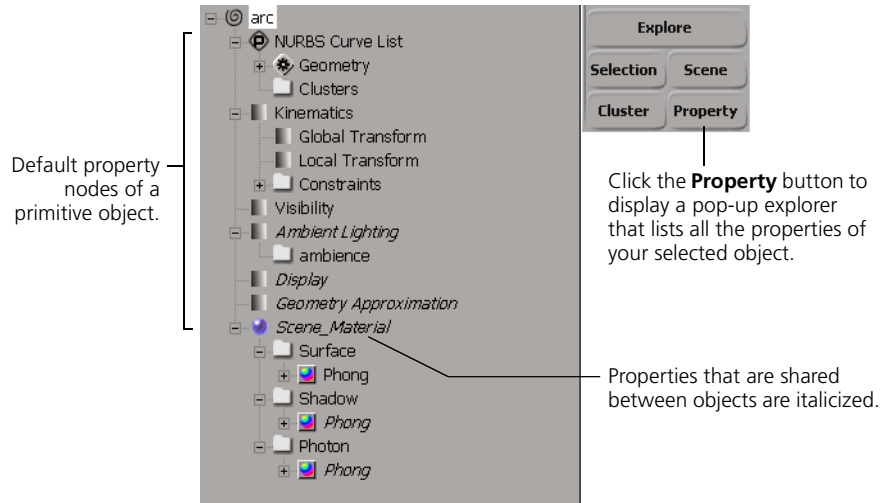 arc
NURBS Curve List
Geometry
Clusters
Kinematics
Global Transform
Local Transform
Constraints
Visibility
Ambient Lighting
ambience
Display
Geometry Approximation
Scene_Material
Surface
Phong
Shadow
Phong
Photon
Phong
Default property
nodes of a
primitive object.
Explore
Selection Scene
Cluster Property
Click the Property button to
display a pop-up explorer
that lists all the properties of
your selected object.
Properties that are shared
between objects are italicized.